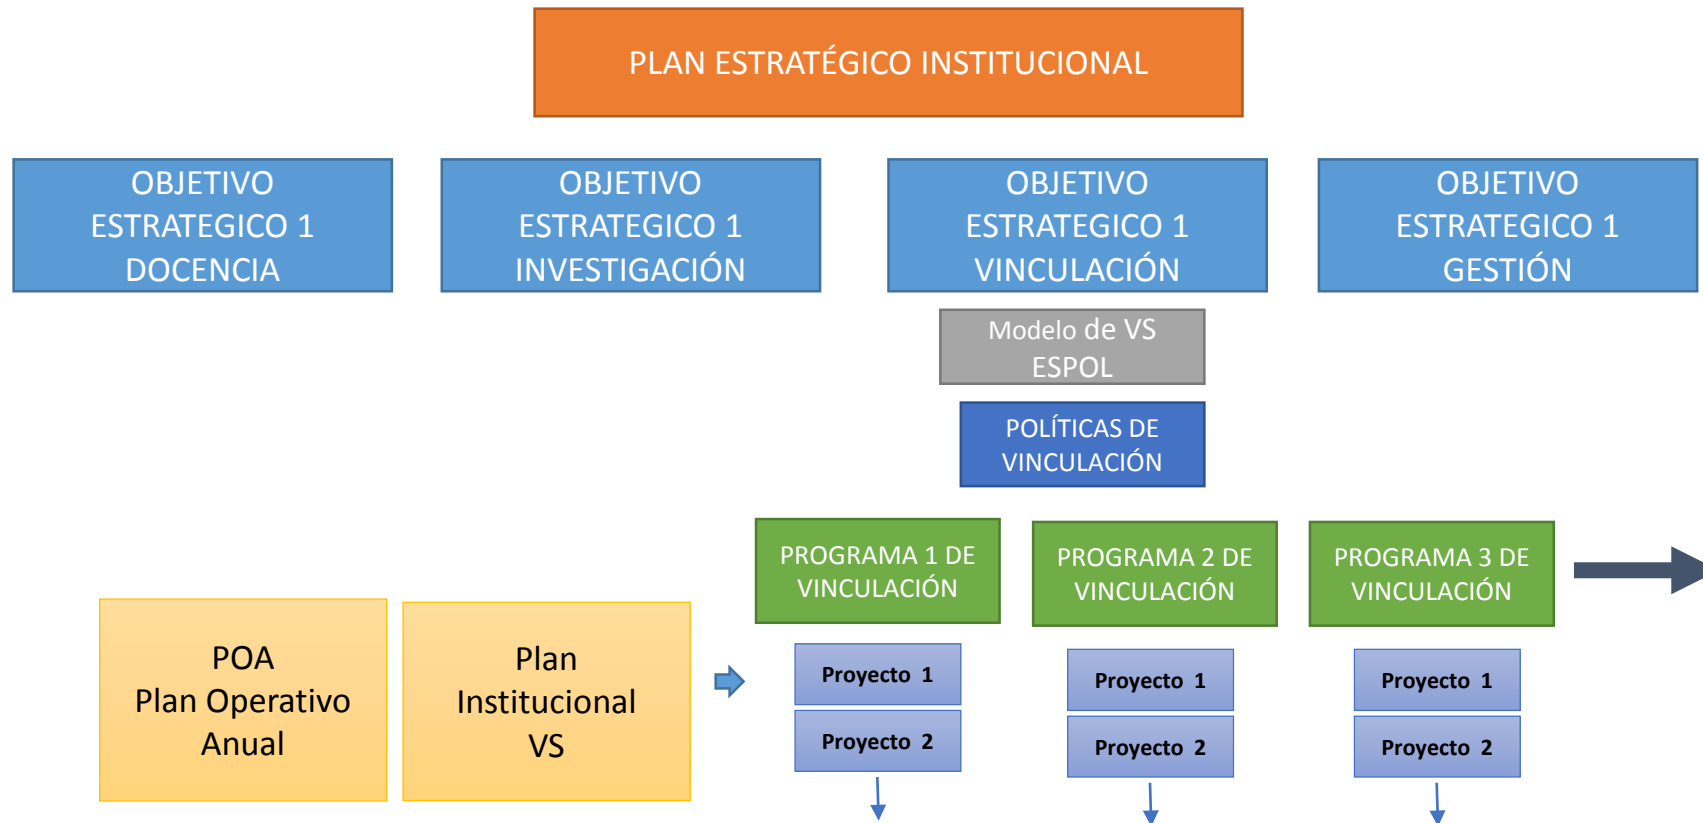 PLAN ESTRATÉGICO INSTITUCIONAL
OBJETIVO
ESTRATEGICO 1
DOCENCIA
OBJETIVO
ESTRATEGICO 1
INVESTIGACIÓN
OBJETIVO
ESTRATEGICO 1
VINCULACIÓN
OBJETIVO
ESTRATEGICO 1
GESTIÓN
Modelo de VS
ESPOL
POLÍTICAS DE
VINCULACIÓN
PROGRAMA 1 DE
VINCULACIÓN
PROGRAMA 2 DE
VINCULACIÓN
PROGRAMA 3 DE
VINCULACIÓN
POA
Plan Operativo
Anual
Plan
Institucional
VS
Proyecto 1
Proyecto 2
Proyecto 1
Proyecto 2
Proyecto 1
Proyecto 2